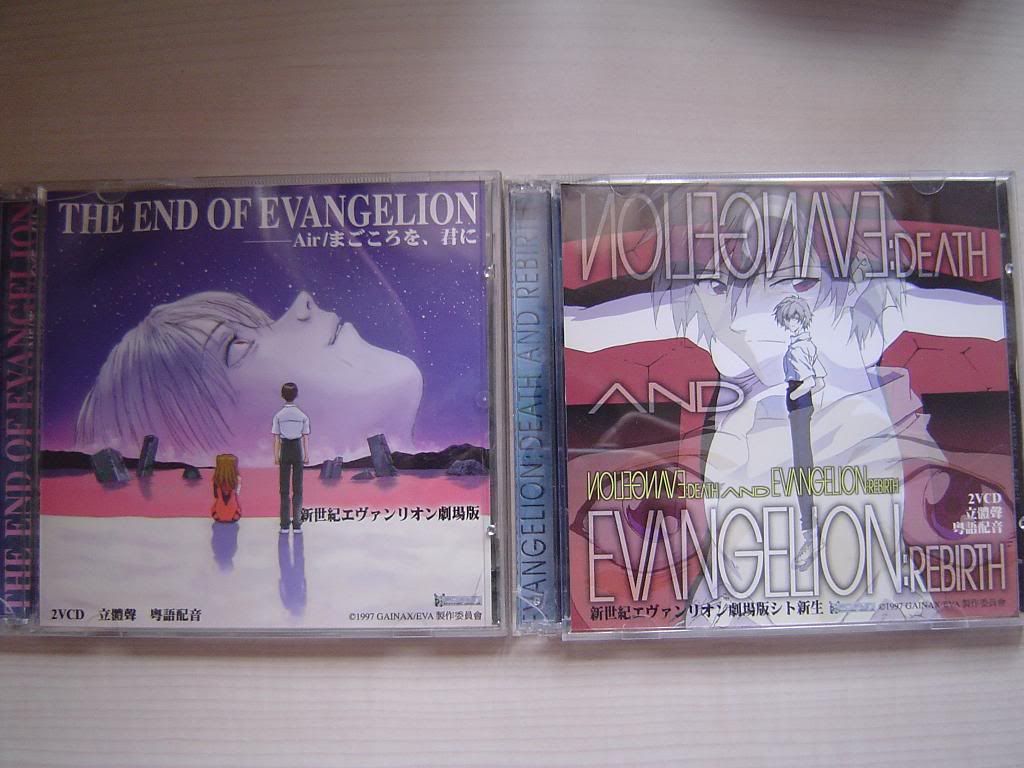 THE END OF EVANGELION
THE END OF EVANGELION
Air/まごころを、君に
新世紀エヴァンリオン劇場版
2VCD 立體聲 粵語配音
©1997 GAINAX/EVA 製作委員會
EVANGELION:DEATH AND REBIRT
EVANGELION:DEATH
AND
EVANGELION:DEATH AND EVANGELION:REBIRTH
EVANGELION:REBIRTH
2VCD
立體聲
粵語配音
新世紀エヴァンリオン劇場版シト新生
©1997 GAINAX/EVA 製作委員會